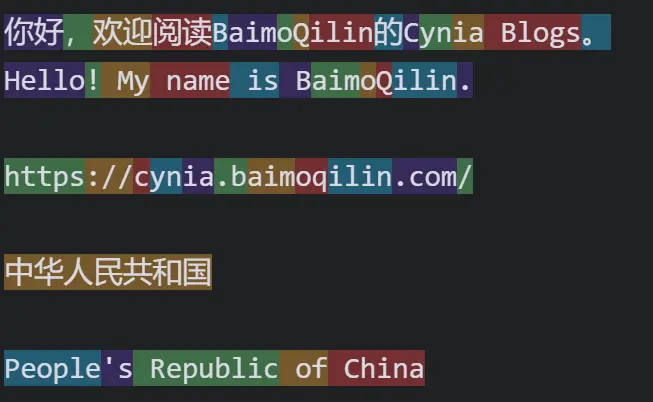 你好，欢迎阅读BaimoQilin的Cynia Blogs。
Hello! My name is BaimoQilin.
https://cynia.baimoqilin.com/
中华人民共和国
People's Republic of China